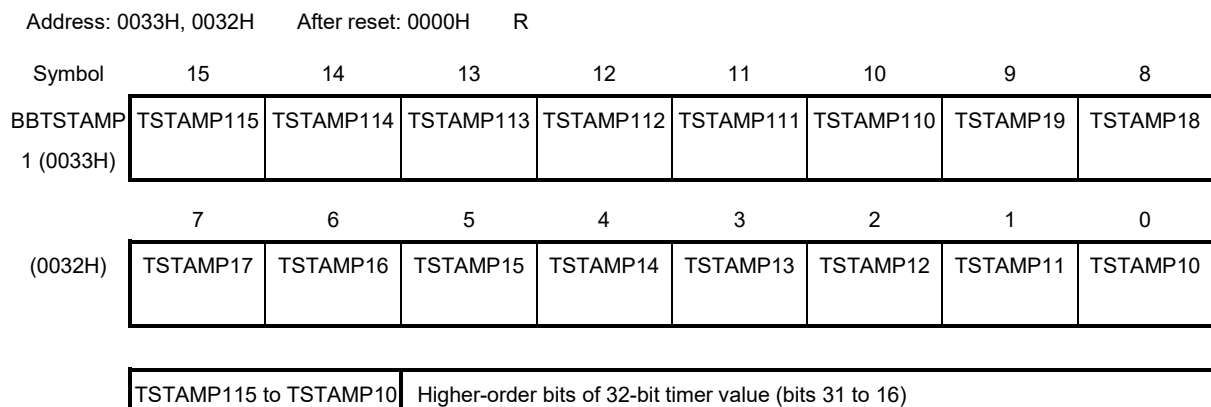 Address: 0033H, 0032H After reset: 0000H R
Symbol 15 14 13 12 11 10 9 8
BBTSTAMP TSTAMP115 TSTAMP114 TSTAMP113 TSTAMP112 TSTAMP111 TSTAMP110 TSTAMP19 TSTAMP18
1 (0033H)
7 6 5 4 3 2 1 0
(0032H) TSTAMP17 TSTAMP16 TSTAMP15 TSTAMP14 TSTAMP13 TSTAMP12 TSTAMP11 TSTAMP10
TSTAMP115 to TSTAMP10 Higher-order bits of 32-bit timer value (bits 31 to 16)